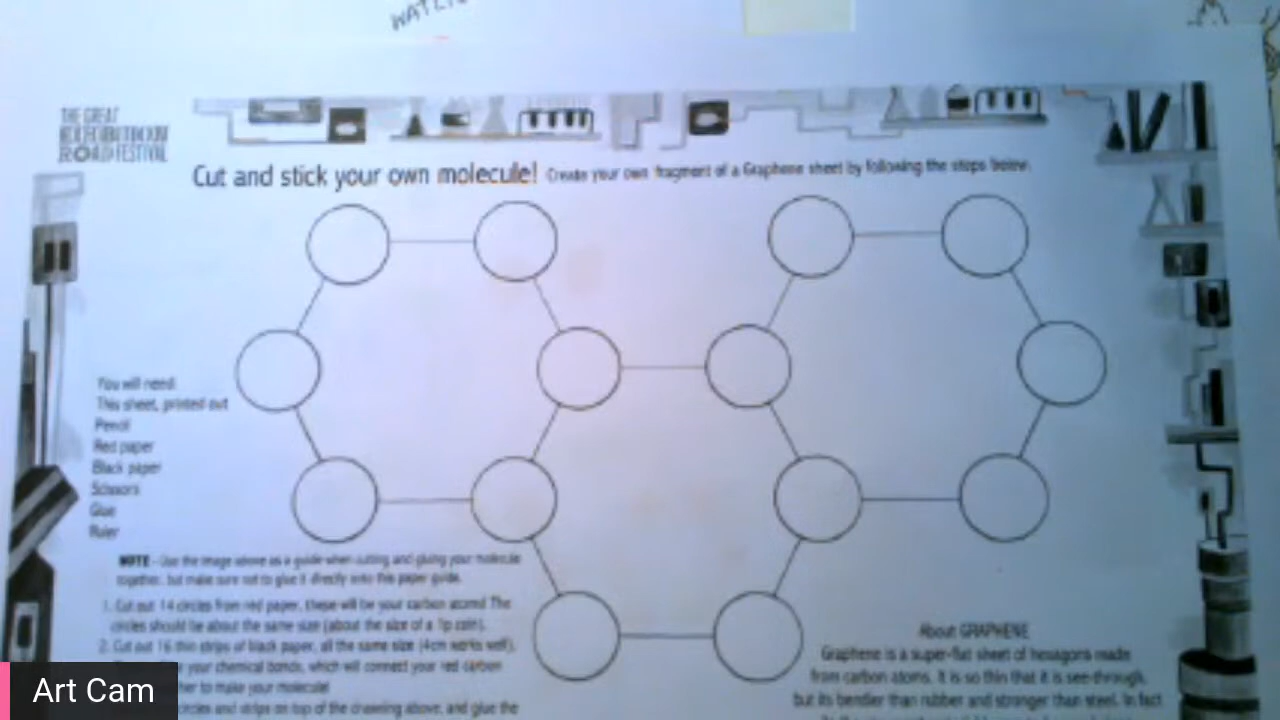 THE GREAT
FESTIVAL
Cut and stick your own molecule! Create your own fragment of a Graphene sheet by following the steps below.
You will need:
This sheet, printed out
Pencil
Red paper
Black paper
Scissors
Glue
Ruler
NOTE - Use the image above as a guide when cutting and gluing your molecule
together, but make sure not to glue it directly onto this paper guide.
1. Cut out 14 circles from red paper, these will be your carbon atoms! The
circles should be about the same size (about the size of a 1p coin).
2. Cut out 16 thin strips of black paper, all the same size (4cm works well).
your chemical bonds, which will connect your red carbon
to make your molecule
circles and strips on top of the drawing above, and glue the
About GRAPHENE
Graphene is a super-flat sheet of hexagons made
from carbon atoms. It is so thin that it is see-through,
but its bendier than rubber and stronger than steel. In fact
Art Cam